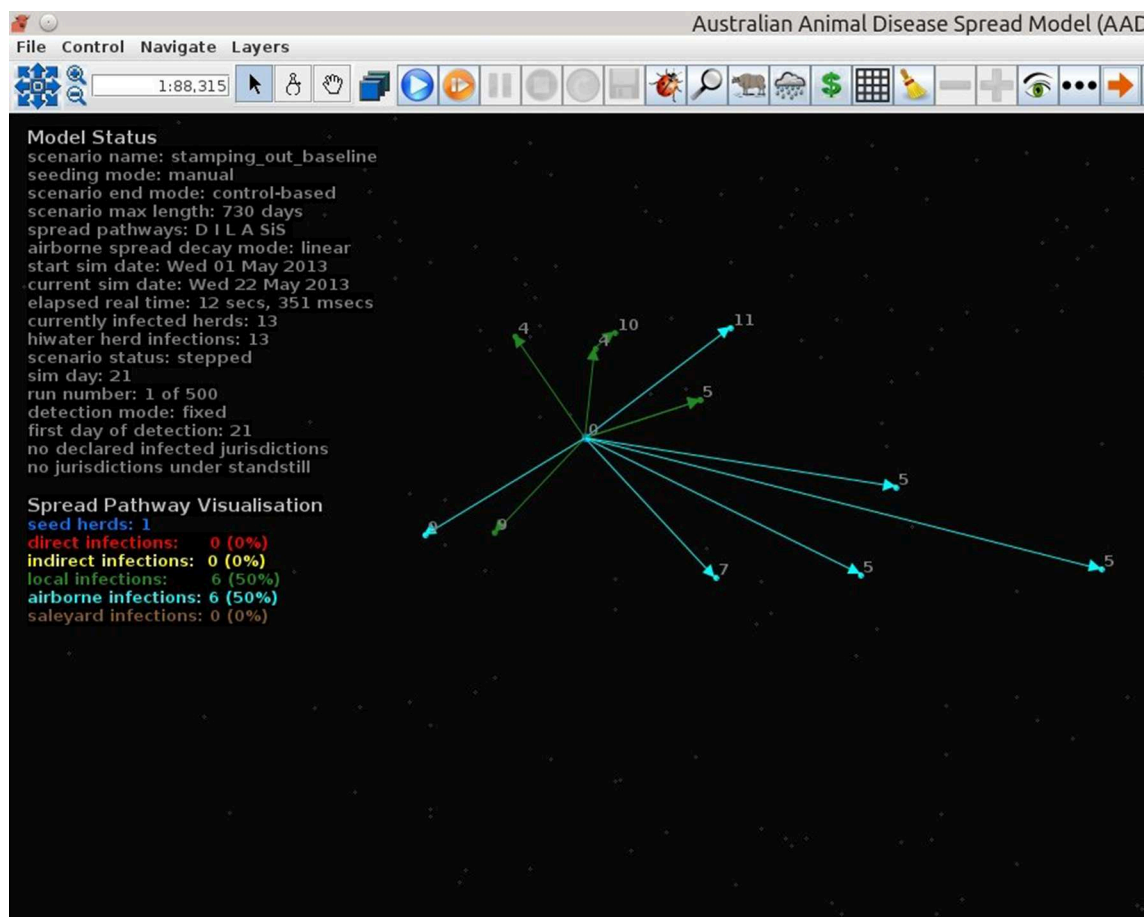 Australian Animal Disease Spread Model (AAD
File Control Navigate Layers
1:88,315
Model Status
scenario name: stamping_out_baseline
seeding mode: manual
scenario end mode: control-based
scenario max length: 730 days
spread pathways: D I L A SiS
airborne spread decay mode: linear
start sim date: Wed 01 May 2013
current sim date: Wed 22 May 2013
elapsed real time: 12 secs, 351 msecs
currently infected herds: 13
hiwater herd infections: 13
scenario status: stepped
sim day: 21
run number: 1 of 500
detection mode: fixed
first day of detection: 21
no declared infected jurisdictions
no jurisdictions under standstill
Spread Pathway Visualisation
seed herds: 1
direct infections: 0 (0%)
indirect infections: 0 (0%)
local infections: 6 (50%)
airborne infections: 6 (50%)
saleyard infections: 0 (0%)
4
10
11
4
5
0
5
9
5
7
5